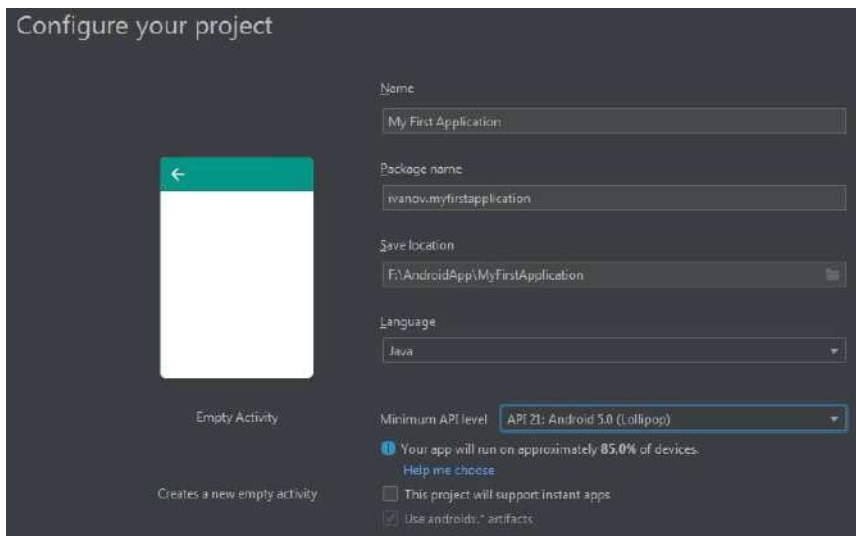 Configure your project
Name
My First Application
Package name
ivanov.myfirstapplication
Save location
F:\AndroidApp\MyFirstApplication
Language
Java
Empty Activity
Minimum API level API 21: Android 5.0 (Lollipop)
Your app will run on approximately 85,0% of devices.
Help me choose
Creates a new empty activity
This project will support instant apps
Use androidx.* artifacts